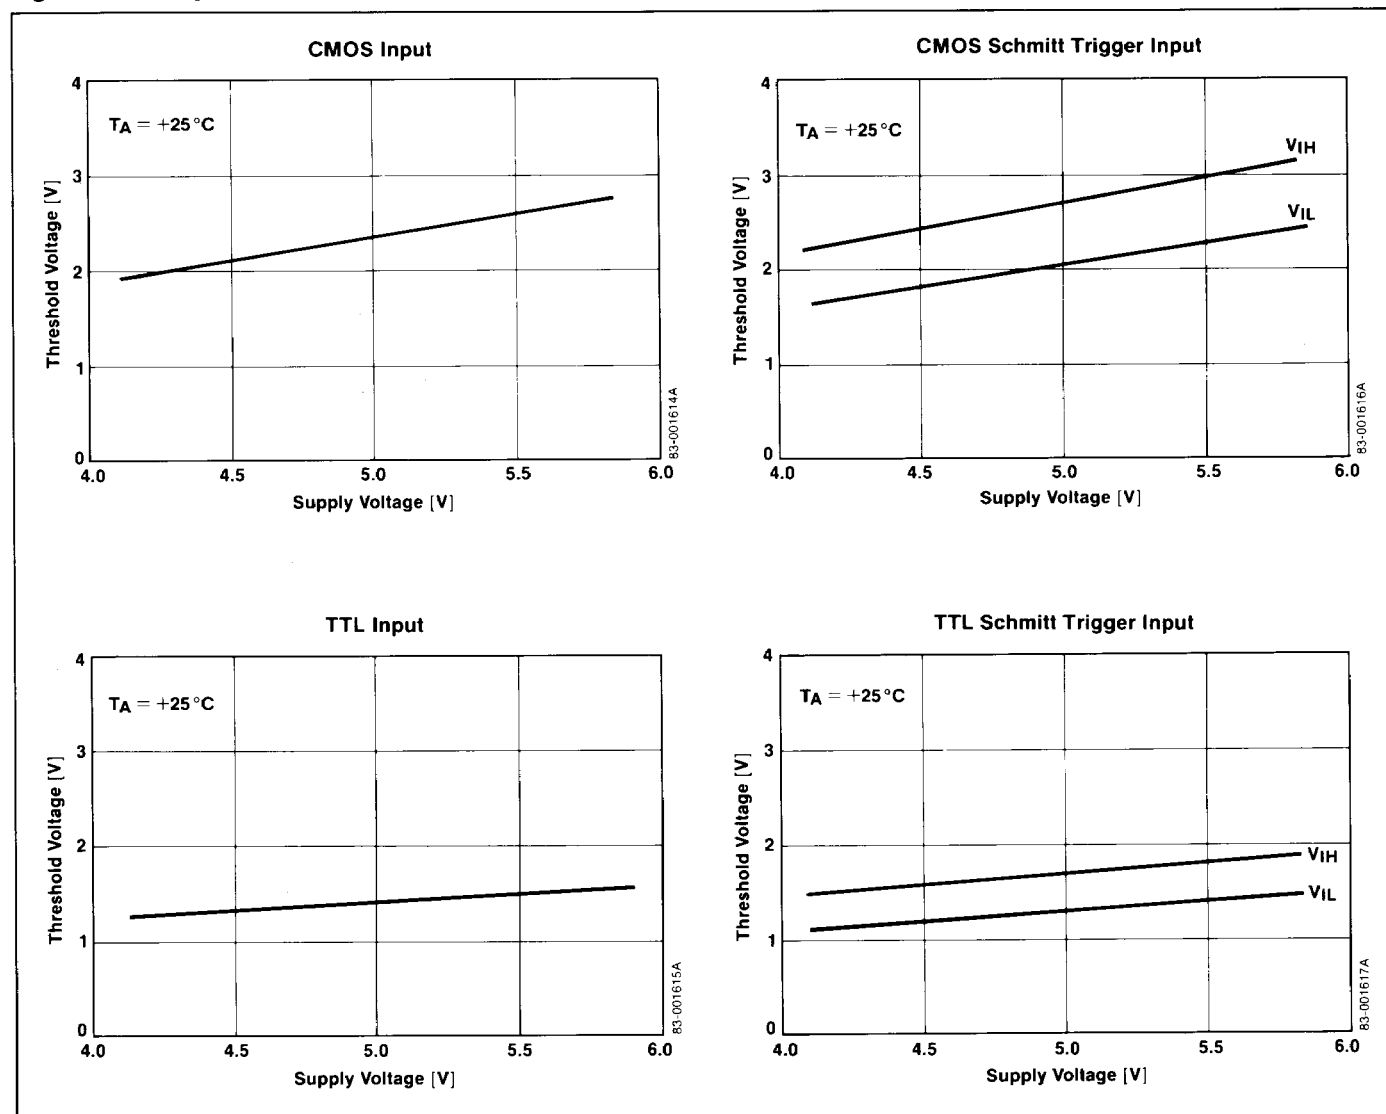 CMOS Input
4
3
2
1
0
TA = +25°C
Threshold Voltage [V]
4.0 4.5 5.0 5.5 6.0
Supply Voltage [V]
83-001614A
CMOS Schmitt Trigger Input
4
3
2
1
0
TA = +25°C
VIH
VIL
Threshold Voltage [V]
4.0 4.5 5.0 5.5 6.0
Supply Voltage [V]
83-001616A
TTL Input
4
3
2
1
0
TA = +25°C
Threshold Voltage [V]
4.0 4.5 5.0 5.5 6.0
Supply Voltage [V]
83-001615A
TTL Schmitt Trigger Input
4
3
2
1
0
TA = +25°C
VIH
VIL
Threshold Voltage [V]
4.0 4.5 5.0 5.5 6.0
Supply Voltage [V]
83-001617A